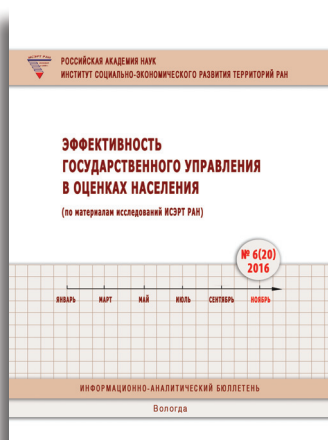 РОССИЙСКАЯ АКАДЕМИЯ НАУК
ИНСТИТУТ СОЦИАЛЬНО-ЭКОНОМИЧЕСКОГО РАЗВИТИЯ ТЕРРИТОРИЙ РАН
ЭФФЕКТИВНОСТЬ
ГОСУДАРСТВЕННОГО УПРАВЛЕНИЯ
В ОЦЕНКАХ НАСЕЛЕНИЯ
(по материалам исследований ИСЭРТ РАН)
№ 6(20)
2016
ЯНВАРЬ МАРТ МАЙ ИЮЛЬ СЕНТЯБРЬ НОЯБРЬ
ИНФОРМАЦИОННО-АНАЛИТИЧЕСКИЙ БЮЛЛЕТЕНЬ
Вологда